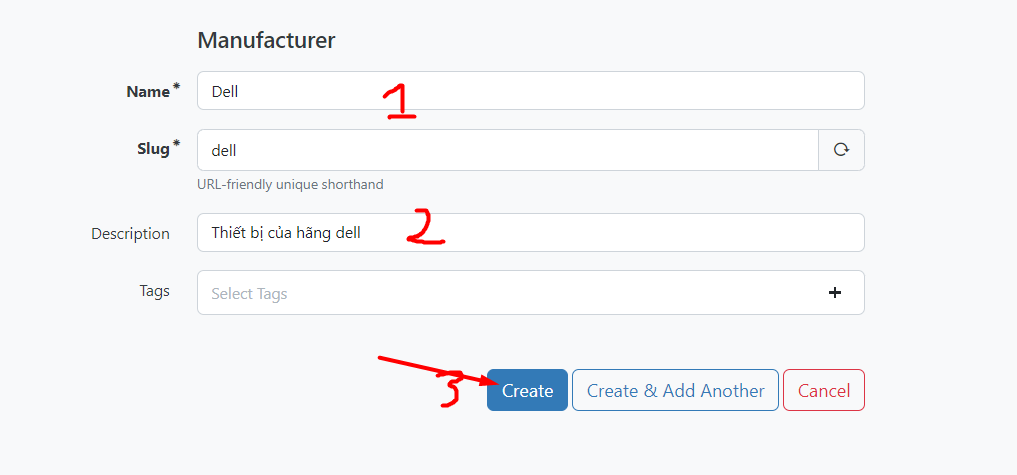 Manufacturer
Name* Dell 1
Slug* dell
URL-friendly unique shorthand
Description Thiết bị của hãng dell 2
Tags Select Tags +
3 Create Create & Add Another Cancel